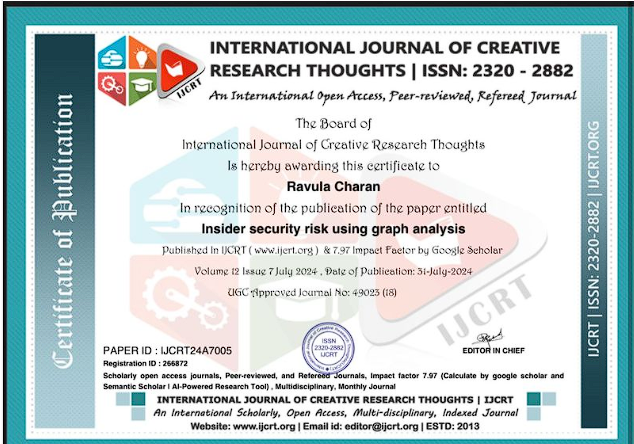 INTERNATIONAL JOURNAL OF CREATIVE
RESEARCH THOUGHTS | ISSN: 2320 - 2882
An International Open Access, Peer-reviewed, Refereed Journal
IJCRT
Certificate of Publication
The Board of
International Journal of Creative Research Thoughts
Is hereby awarding this certificate to
Ravula Charan
In recognition of the publication of the paper entitled
Insider security risk using graph analysis
Published In IJCRT ( www.ijcrt.org ) & 7.97 Impact Factor by Google Scholar
Volume 12 Issue 7 July 2024 , Date of Publication: 31-July-2024
UGC Approved Journal No: 49023 (18)
IJCRT
IJCRT | ISSN: 2320-2882 | IJCRT.ORG
ISSN
2320-2882
IJCRT
PAPER ID : IJCRT24A7005
Registration ID : 266872
EDITOR IN CHIEF
Scholarly open access journals, Peer-reviewed, and Refereed Journals, Impact factor 7.97 (Calculate by google scholar and
Semantic Scholar | AI-Powered Research Tool) , Multidisciplinary, Monthly Journal
INTERNATIONAL JOURNAL OF CREATIVE RESEARCH THOUGHTS | IJCRT
An International Scholarly, Open Access, Multi-disciplinary, Indexed Journal
Website: www.ijcrt.org | Email id: editor@ijcrt.org | ESTD: 2013